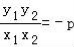 y₁y₂/x₁x₂ = −p